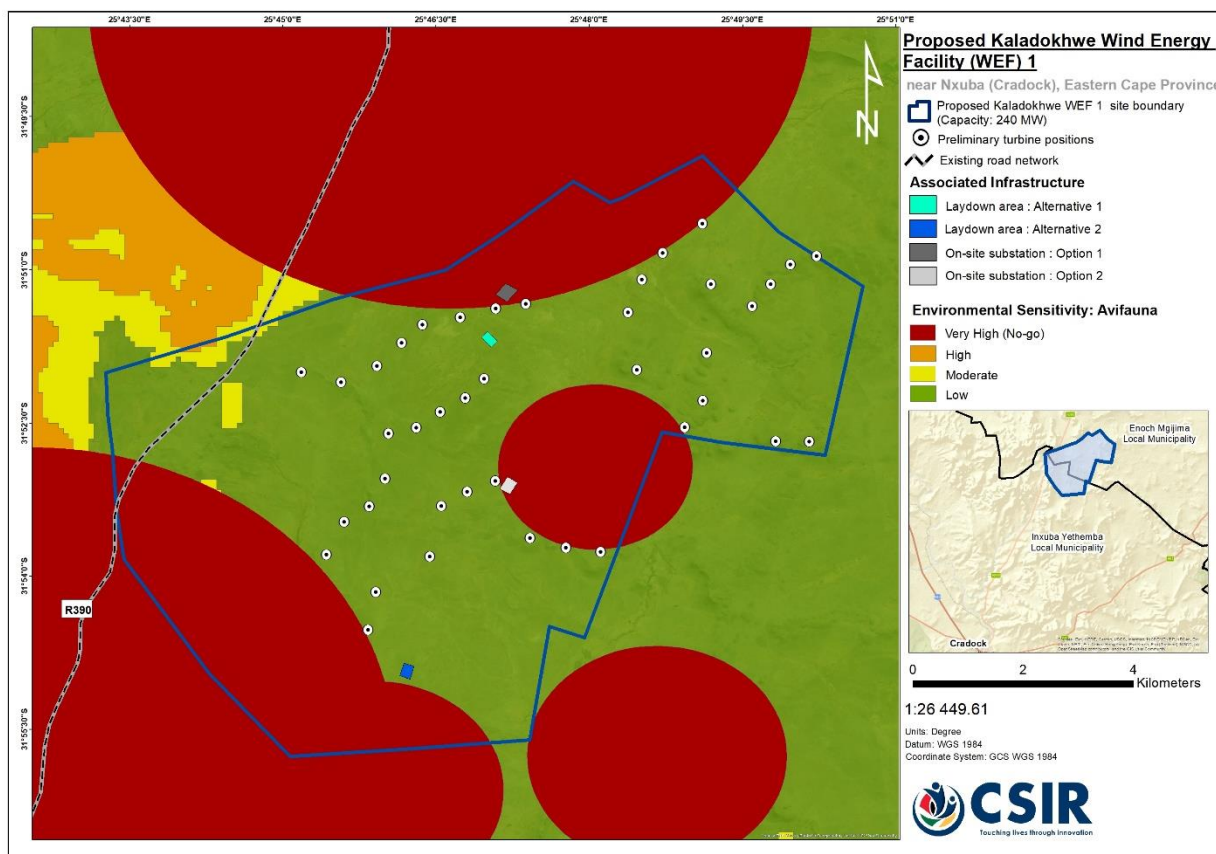 25°43'30"E 25°45'0"E 25°46'30"E 25°48'0"E 25°49'30"E 25°51'0"E
31°49'30"S
31°51'0"S
31°52'30"S
31°54'0"S
31°55'30"S
N
R390
Proposed Kaladokhwe Wind Energy
Facility (WEF) 1
near Nxuba (Cradock), Eastern Cape Province
Proposed Kaladokhwe WEF 1 site boundary
(Capacity: 240 MW)
Preliminary turbine positions
Existing road network
Associated Infrastructure
Laydown area : Alternative 1
Laydown area : Alternative 2
On-site substation : Option 1
On-site substation : Option 2
Environmental Sensitivity: Avifauna
Very High (No-go)
High
Moderate
Low
Enoch Mgijima
Local Municipality
Inxuba Yethemba
Local Municipality
Cradock
0 2 4
Kilometers
1:26 449.61
Units: Degree
Datum: WGS 1984
Coordinate System: GCS WGS 1984
CSIR
Touching lives through innovation